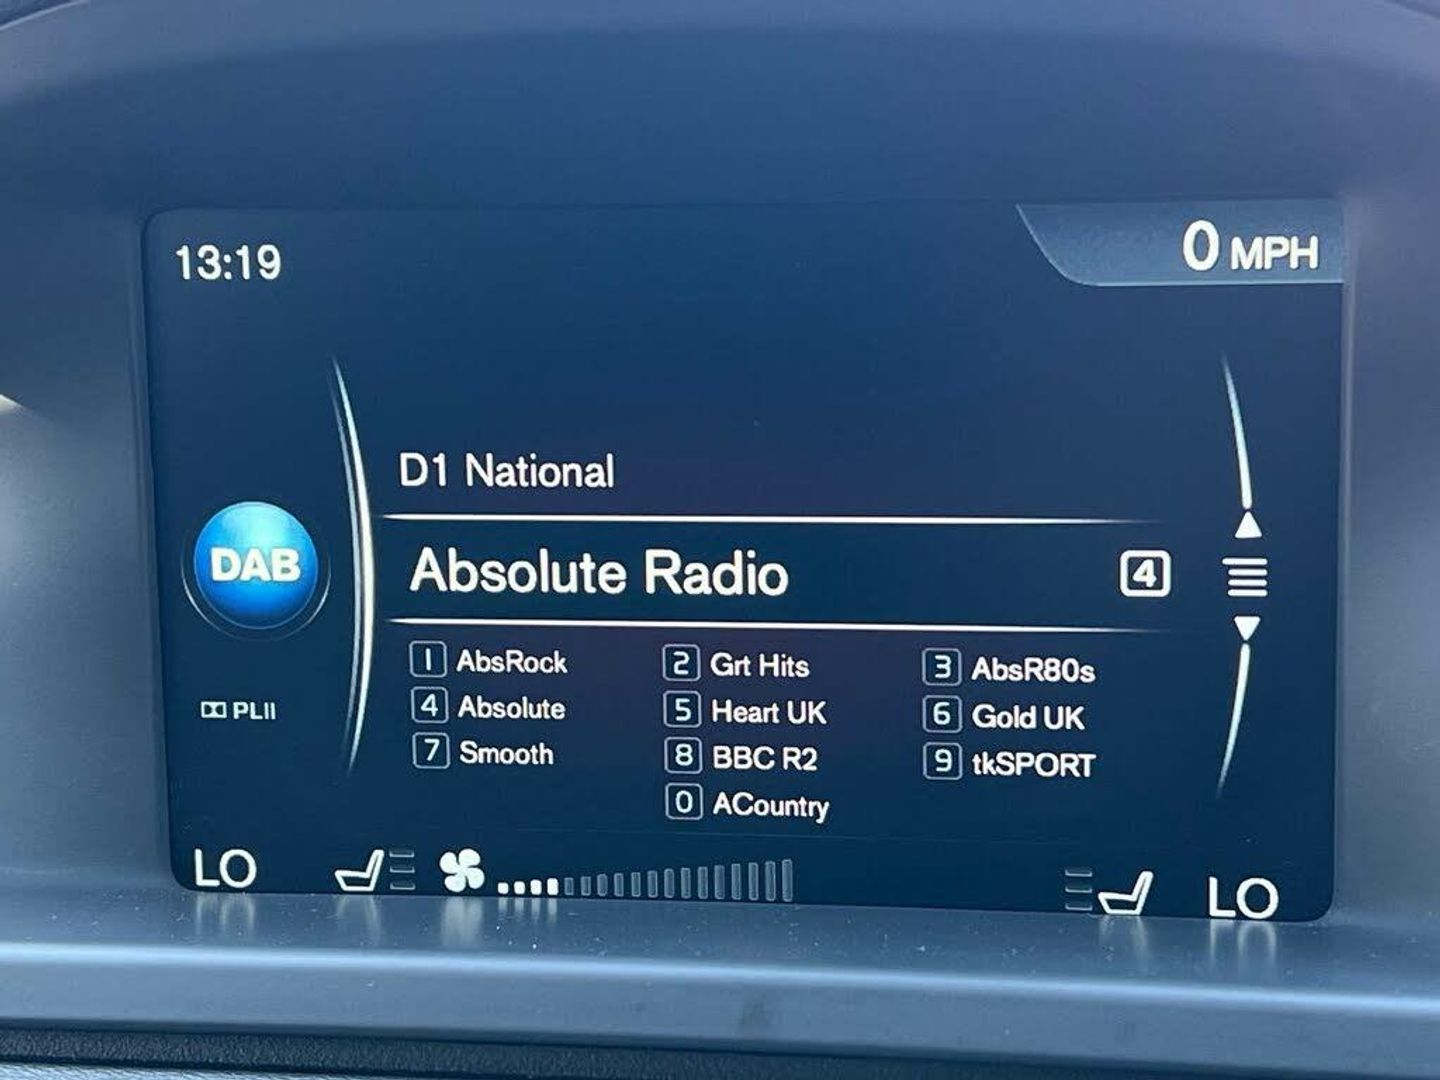 13:19
0 MPH
D1 National
DAB
Absolute Radio 4
1 AbsRock 2 Grt Hits 3 AbsR80s
4 Absolute 5 Heart UK 6 Gold UK
PLII
7 Smooth 8 BBC R2 9 tkSPORT
0 ACountry
LO LO